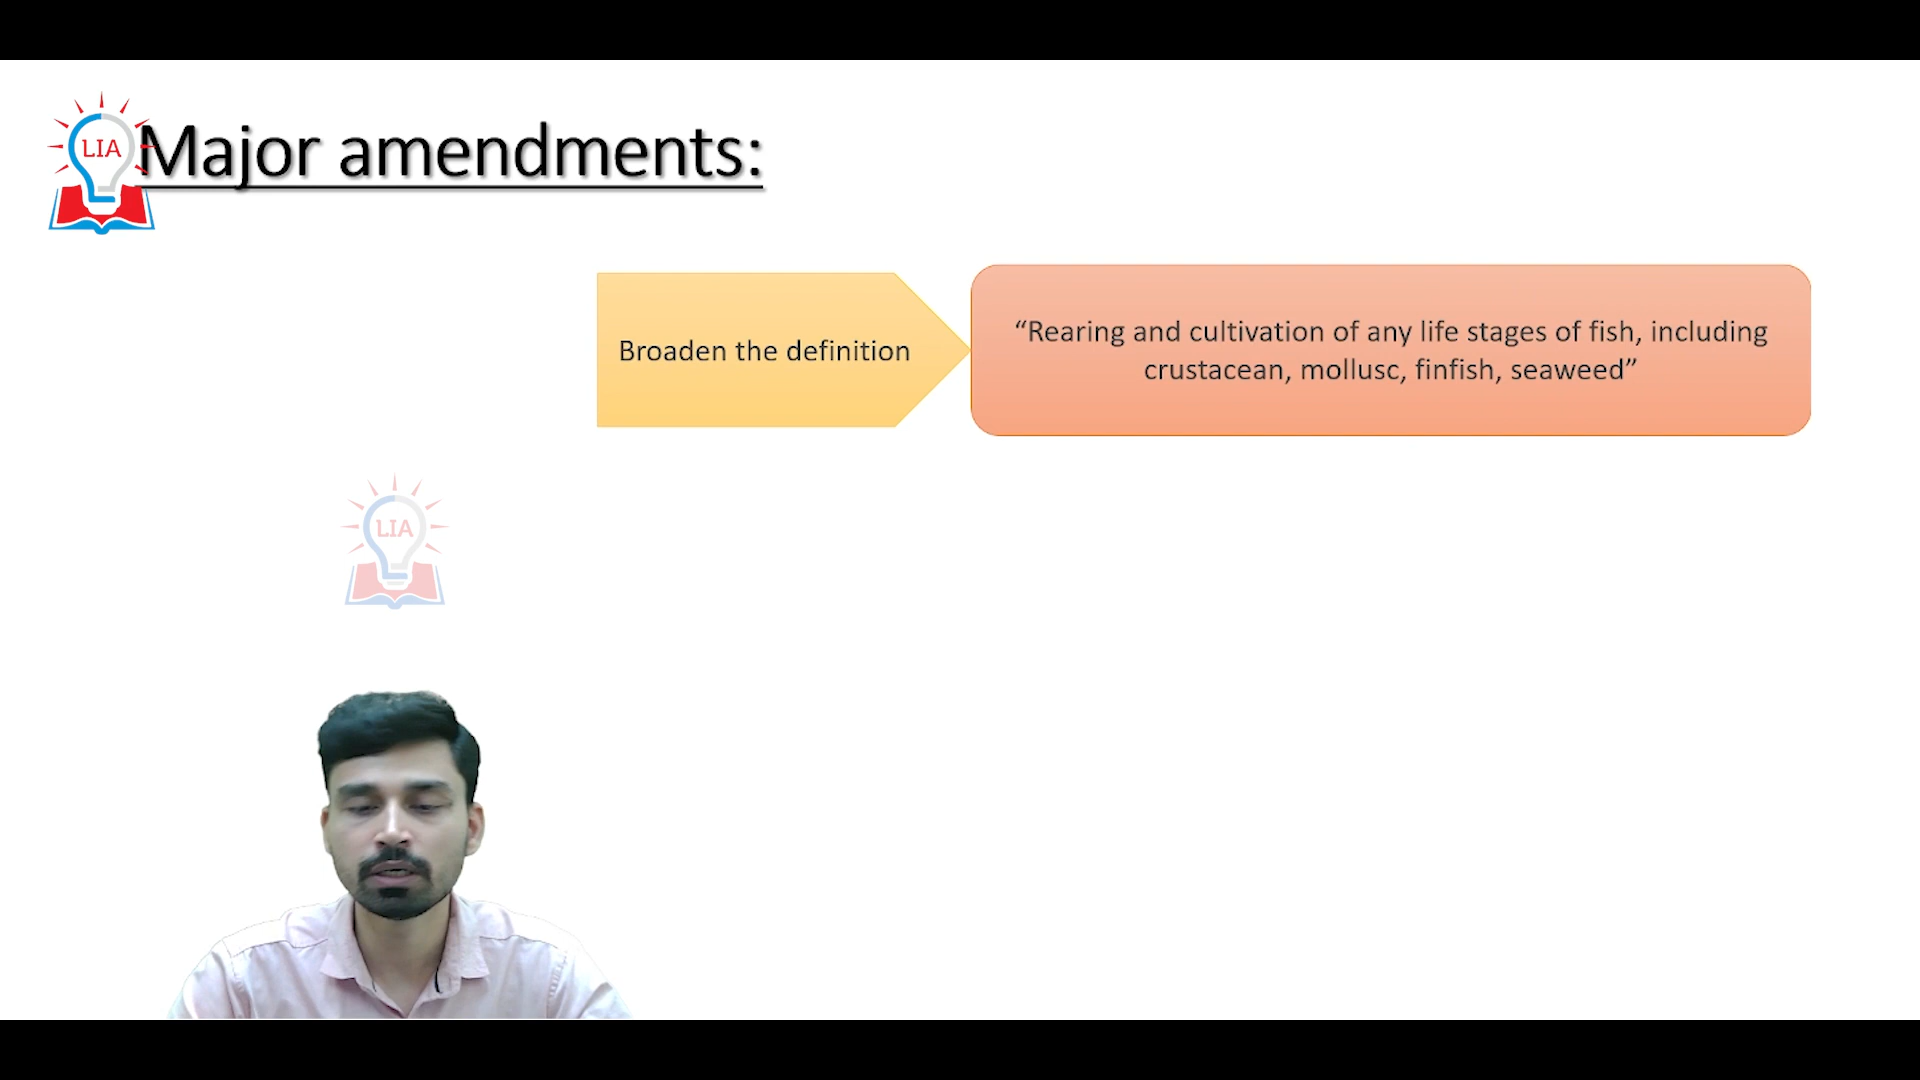 LIA
Major amendments:
Broaden the definition
“Rearing and cultivation of any life stages of fish, including
crustacean, mollusc, finfish, seaweed”
LIA